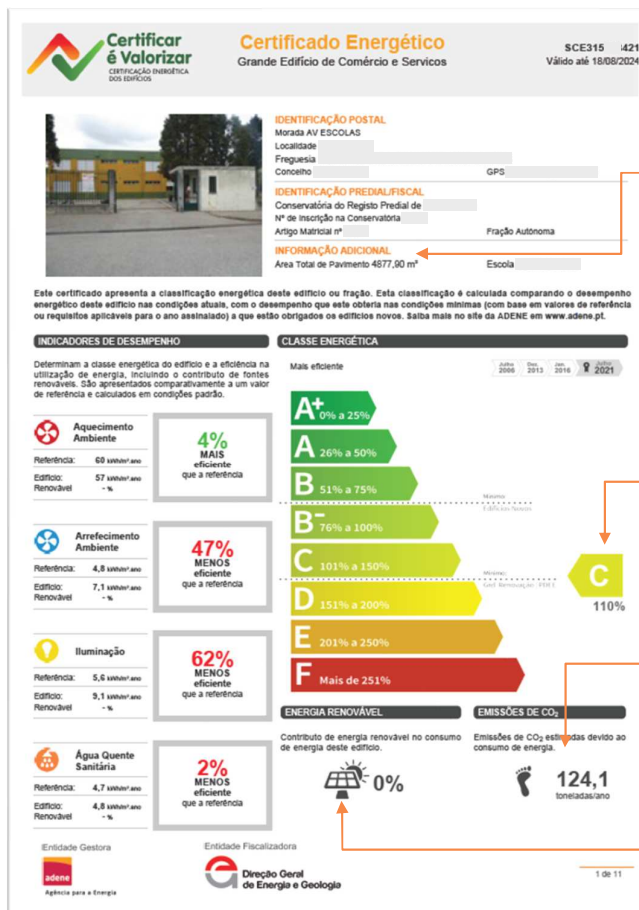 Certificar
é Valorizar
CERTIFICAÇÃO ENERGÉTICA
DOS EDIFÍCIOS
Certificado Energético
Grande Edifício de Comércio e Servicos
SCE315 421
Válido até 18/08/2024
IDENTIFICAÇÃO POSTAL
Morada AV ESCOLAS
Localidade
Freguesia
Concelho GPS
IDENTIFICAÇÃO PREDIAL/FISCAL
Conservatória do Registo Predial de
Nº de Inscrição na Conservatória
Artigo Matricial nº Fração Autónoma
INFORMAÇÃO ADICIONAL
Área Total de Pavimento 4877,90 m² Escola
Este certificado apresenta a classificação energética deste edifício ou fração. Esta classificação é calculada comparando o desempenho
energético deste edifício nas condições atuais, com o desempenho que este obteria nas condições mínimas (com base em valores de referência
ou requisitos aplicáveis para o ano assinalado) a que estão obrigados os edifícios novos. Saiba mais no site da ADENE em www.adene.pt.
INDICADORES DE DESEMPENHO
Determinam a classe energética do edifício e a eficiência na
utilização de energia, incluindo o contributo de fontes
renováveis. São apresentados comparativamente a um valor
de referência e calculados em condições padrão.
Aquecimento
Ambiente
Referência: 60 kWh/m².ano
Edifício: 57 kWh/m².ano
Renovável - %
4%
MAIS
eficiente
que a referência
Arrefecimento
Ambiente
Referência: 4,8 kWh/m².ano
Edifício: 7,1 kWh/m².ano
Renovável - %
47%
MENOS
eficiente
que a referência
Iluminação
Referência: 5,6 kWh/m².ano
Edifício: 9,1 kWh/m².ano
Renovável - %
62%
MENOS
eficiente
que a referência
Água Quente
Sanitária
Referência: 4,7 kWh/m².ano
Edifício: 4,8 kWh/m².ano
Renovável - %
2%
MENOS
eficiente
que a referência
CLASSE ENERGÉTICA
Mais eficiente
Julho 2006
Dez. 2013
Jan. 2016
Julho 2021
A+ 0% a 25%
A 26% a 50%
B 51% a 75%
Mínimo:
Edifícios Novos
B- 76% a 100%
C 101% a 150%
Mínimo:
D 151% a 200%
E 201% a 250%
F Mais de 251%
C
110%
ENERGIA RENOVÁVEL
Contributo de energia renovável no consumo
de energia deste edifício.
0%
EMISSÕES DE CO₂
Emissões de CO₂ estimadas devido ao
consumo de energia.
124,1
toneladas/ano
Entidade Gestora
adene
Agência para a Energia
Entidade Fiscalizadora
Direção Geral
de Energia e Geologia
1 de 11